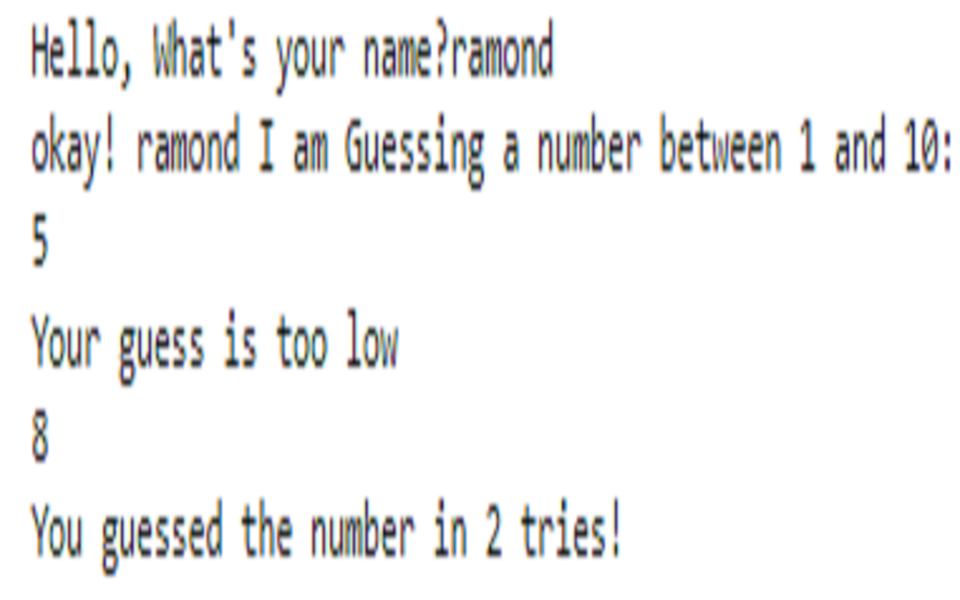 Hello, What's your name?ramond
okay! ramond I am Guessing a number between 1 and 10:
5
Your guess is too low
8
You guessed the number in 2 tries!